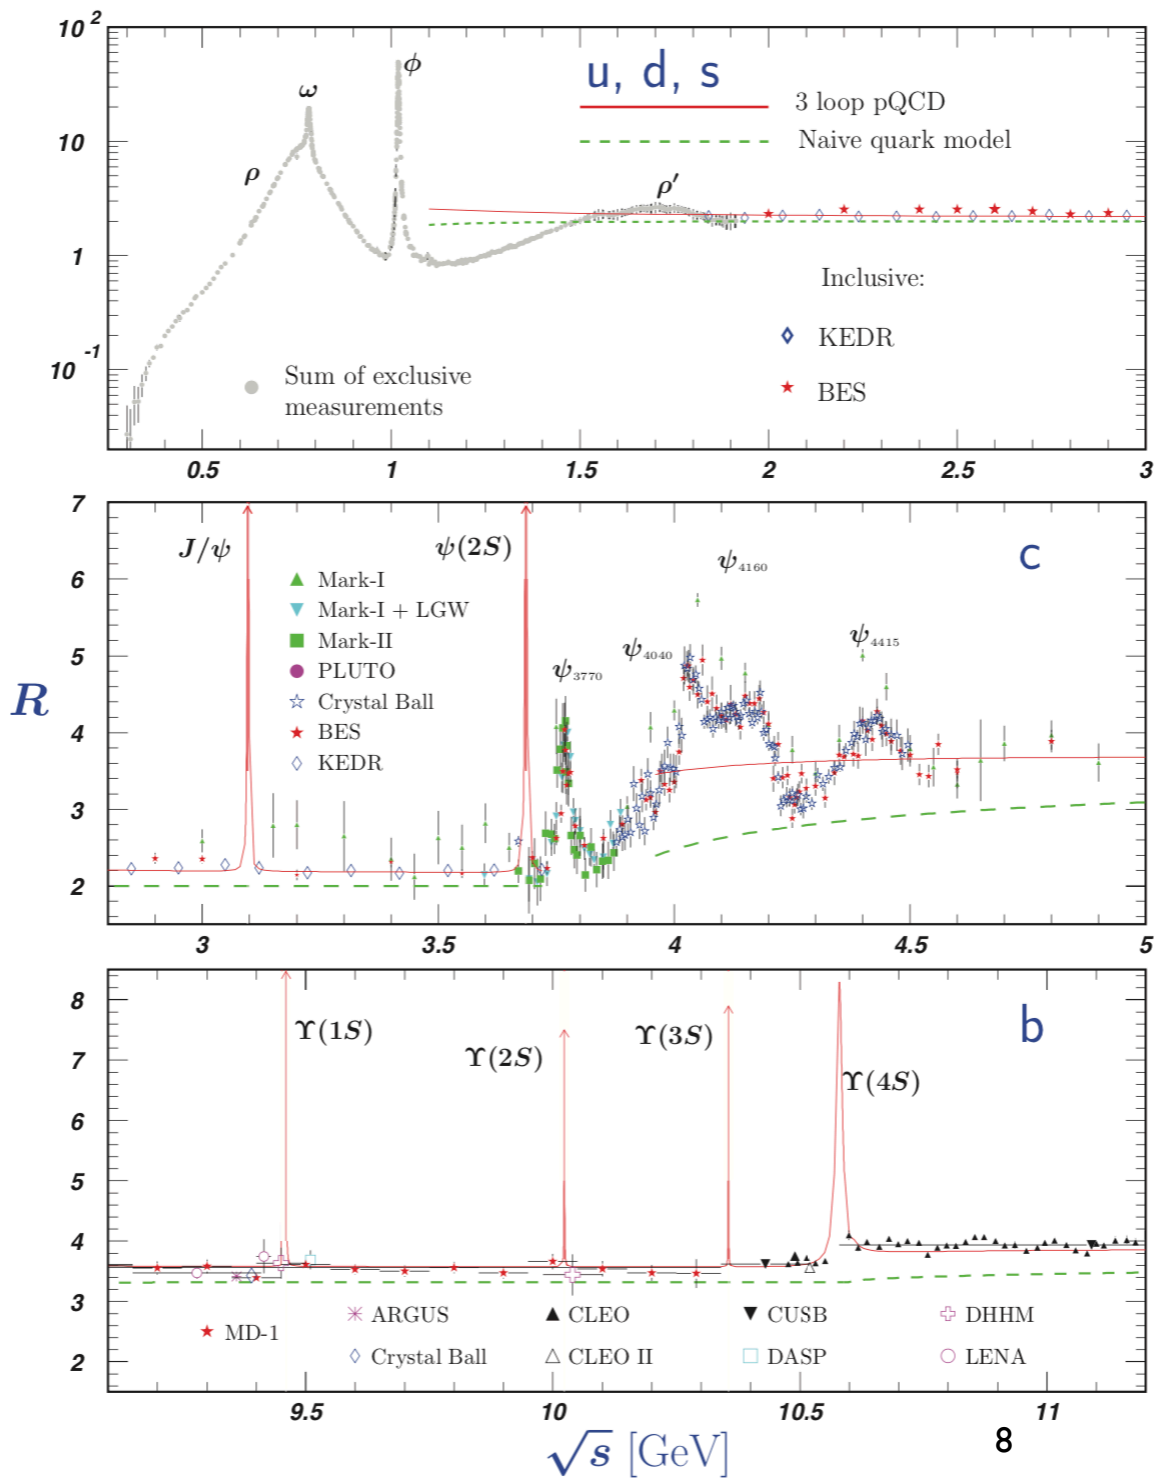 10 2
10
1
10 -1
ρ
ω
ϕ
u, d, s
3 loop pQCD
Naive quark model
ρ′
Inclusive:
KEDR
BES
Sum of exclusive
measurements
0.5 1 1.5 2 2.5 3
R
7
6
5
4
3
2
J/ψ
ψ(2S)
c
Mark-I
Mark-I + LGW
Mark-II
PLUTO
Crystal Ball
BES
KEDR
ψ3770
ψ4040
ψ4160
ψ4415
3 3.5 4 4.5 5
8
7
6
5
4
3
2
ϒ(1S)
ϒ(2S)
ϒ(3S)
ϒ(4S)
b
MD-1
ARGUS CLEO CUSB DHHM
Crystal Ball CLEO II DASP LENA
9.5 10 10.5 11
√s [GeV]
8